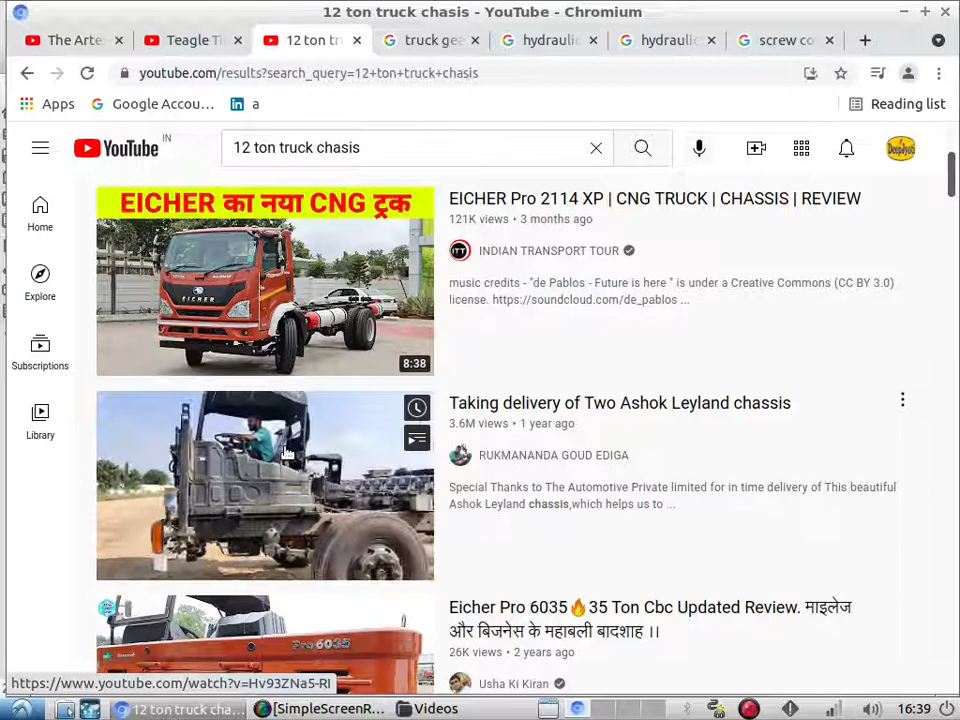 12 ton truck chasis - YouTube - Chromium
The Arte
Teagle Ti
12 ton tr
truck gea
hydraulic
hydraulic
screw co
youtube.com/results?search_query=12+ton+truck+chasis
Apps
Google Accou...
a
Reading list
YouTube
IN
12 ton truck chasis
Deepjyoti
Home
Explore
Subscriptions
Library
EICHER का नया CNG ट्रक
EICHER
8:38
EICHER Pro 2114 XP | CNG TRUCK | CHASSIS | REVIEW
121K views • 3 months ago
ITT
INDIAN TRANSPORT TOUR
music credits - "de Pablos - Future is here " is under a Creative Commons (CC BY 3.0)
license. https://soundcloud.com/de_pablos ...
Taking delivery of Two Ashok Leyland chassis
3.6M views • 1 year ago
RUKMANANDA GOUD EDIGA
Special Thanks to The Automotive Private limited for in time delivery of This beautiful
Ashok Leyland chassis,which helps us to ...
Pro 6035
Eicher Pro 6035🔥35 Ton Cbc Updated Review. माइलेज
और बिजनेस के महाबली बादशाह ।।
26K views • 2 years ago
Usha Ki Kiran
https://www.youtube.com/watch?v=Hv93ZNa5-RI
12 ton truck cha...
[SimpleScreenR...
Videos
16:39